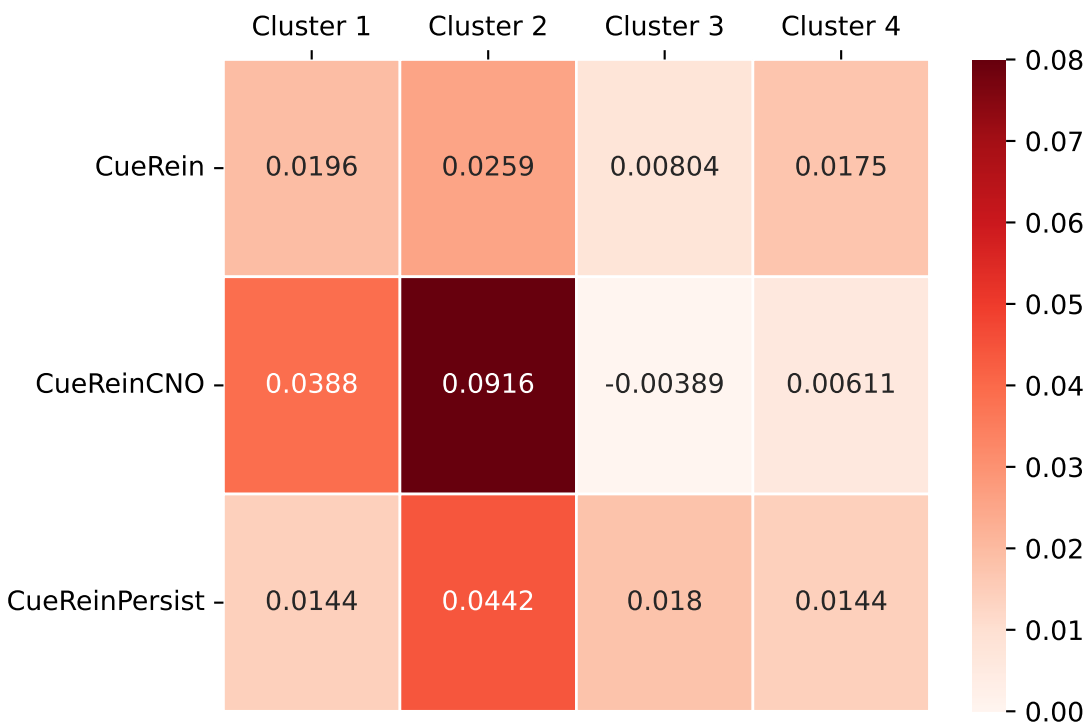 Cluster 1 Cluster 2 Cluster 3 Cluster 4
CueRein 0.0196 0.0259 0.00804 0.0175
CueReinCNO 0.0388 0.0916 -0.00389 0.00611
CueReinPersist 0.0144 0.0442 0.018 0.0144
0.08
0.07
0.06
0.05
0.04
0.03
0.02
0.01
0.00